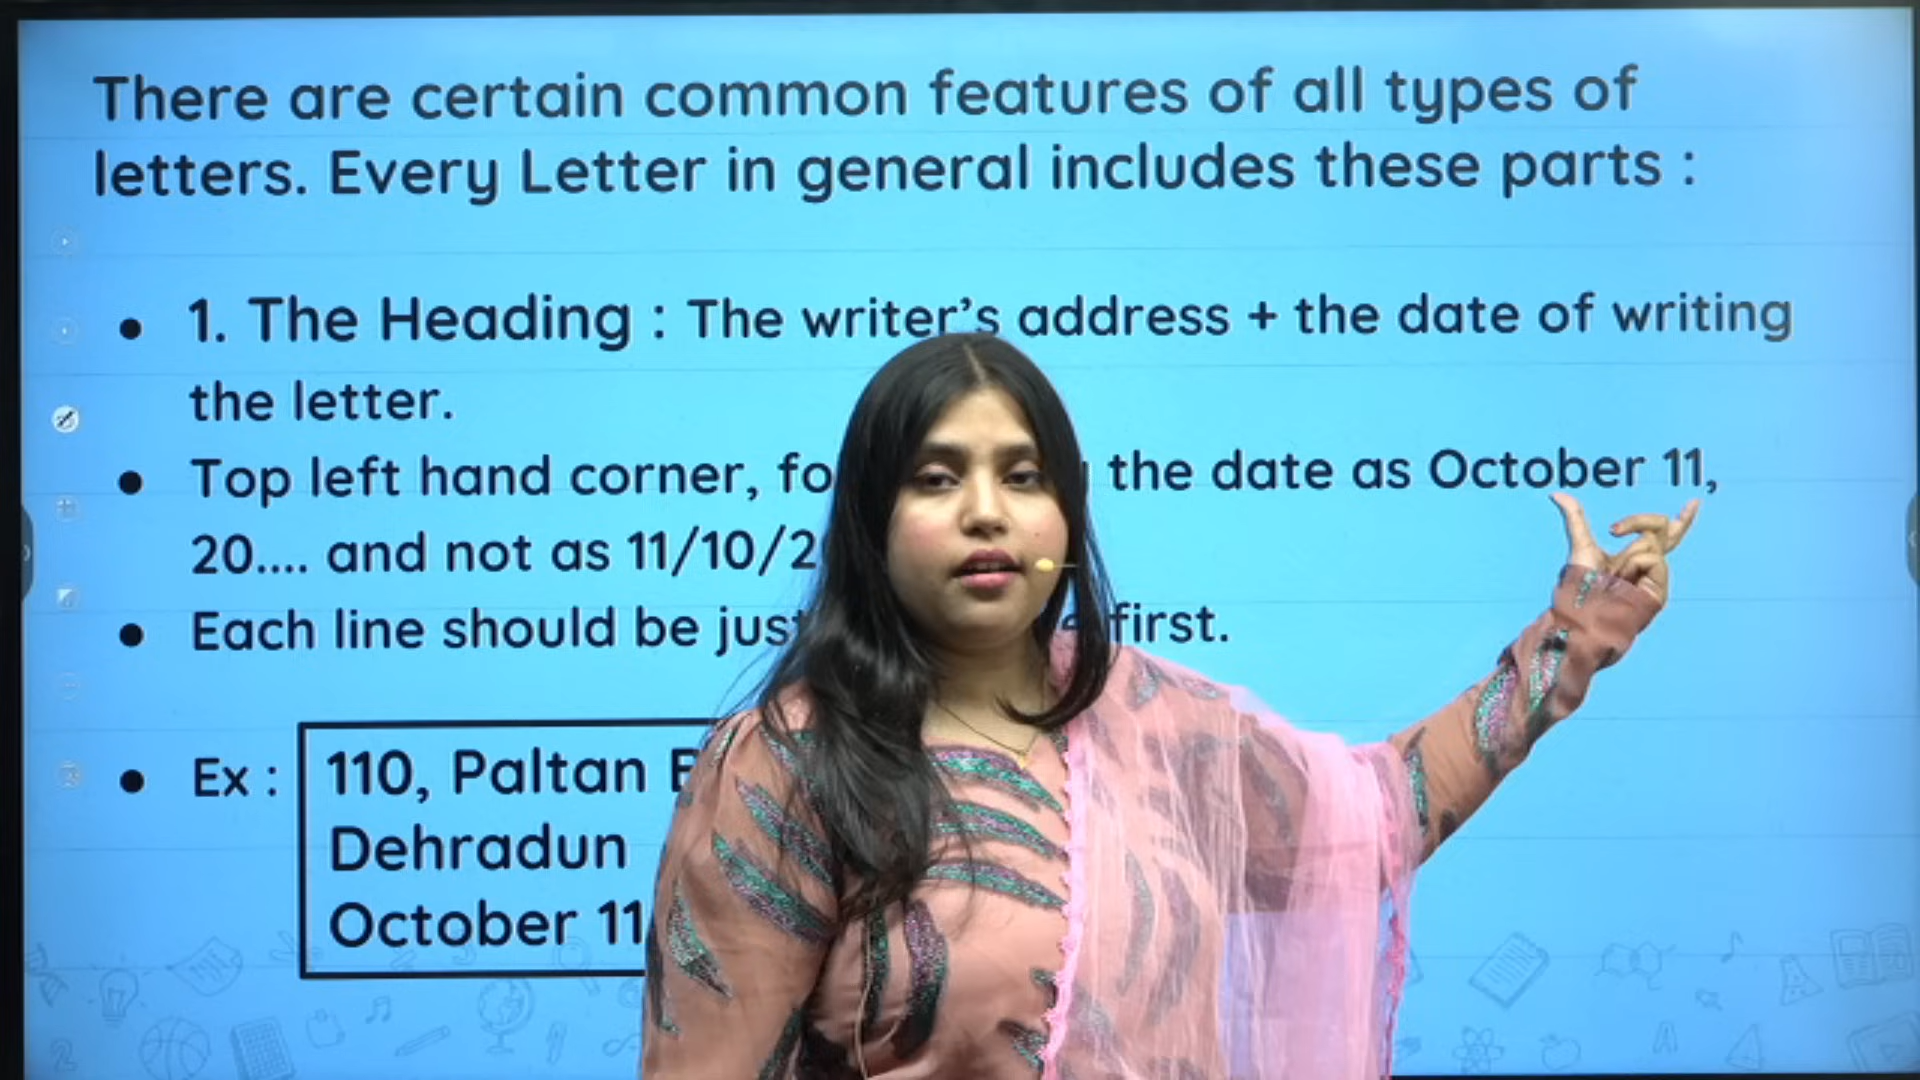 There are certain common features of all types of
letters. Every Letter in general includes these parts :
• 1. The Heading : The writer's address + the date of writing
the letter.
• Top left hand corner, the date as October 11,
20.... and not as 11/10/2
• Each line should be first.
• Ex : 110, Paltan
Dehradun
October 11